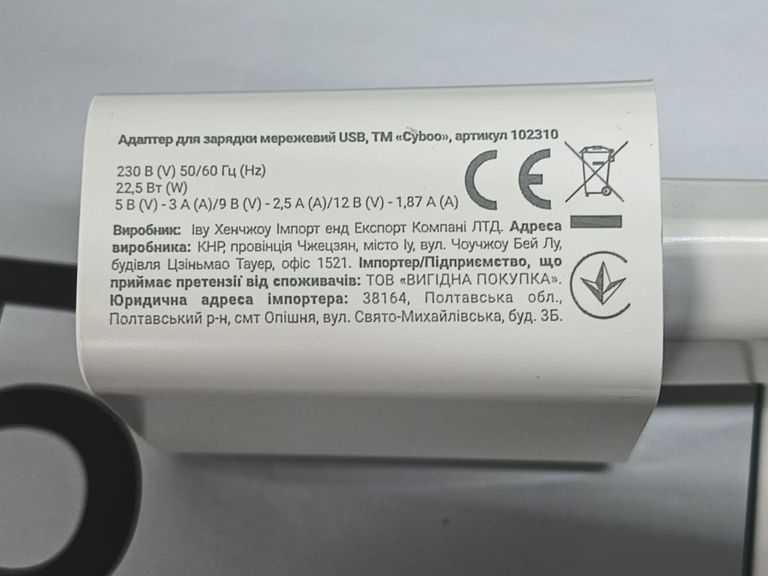 Адаптер для зарядки мережевий USB, ТМ «Cyboo», артикул 102310
230 В (V) 50/60 Гц (Hz)
22,5 Вт (W)
5 В (V) - 3 А (А)/9 В (V) - 2,5 А (А)/12 В (V) - 1,87 А (А)
CE
Виробник: Іву Хенчжоу Імпорт енд Експорт Компані ЛТД. Адреса
виробника: КНР, провінція Чжецзян, місто Іу, вул. Чоучжоу Бей Лу,
будівля Цзіньмао Тауер, офіс 1521. Імпортер/Підприємство, що
приймає претензії від споживачів: ТОВ «ВИГІДНА ПОКУПКА».
Юридична адреса імпортера: 38164, Полтавська обл.,
Полтавський р-н, смт Опішня, вул. Свято-Михайлівська, буд. 3Б.